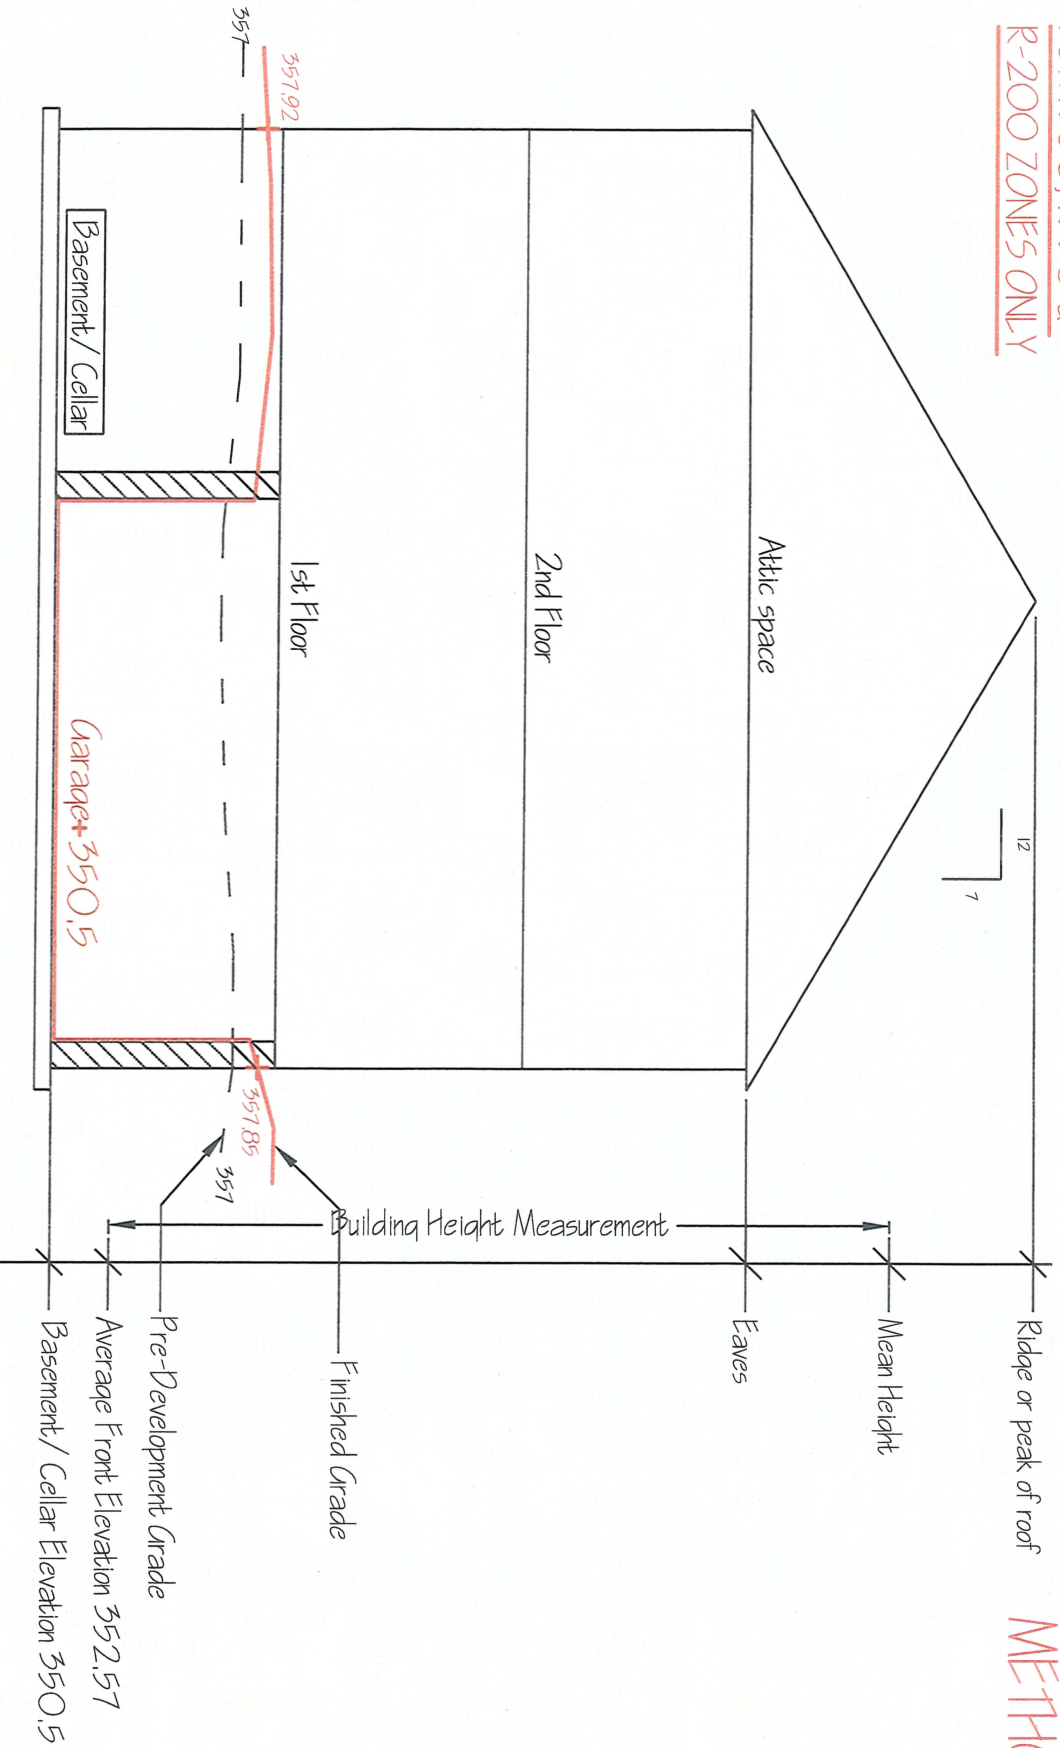 R-200 ZONES ONLY
METH
Ridge or peak of roof
12
7
Mean Height
Attic space
Eaves
2nd Floor
Building Height Measurement
1st Floor
Finished Grade
357.92
357
357.85
357
Pre-Development Grade
Basement/ Cellar
Garage+350.5
Average Front Elevation 352.57
Basement/ Cellar Elevation 350.5